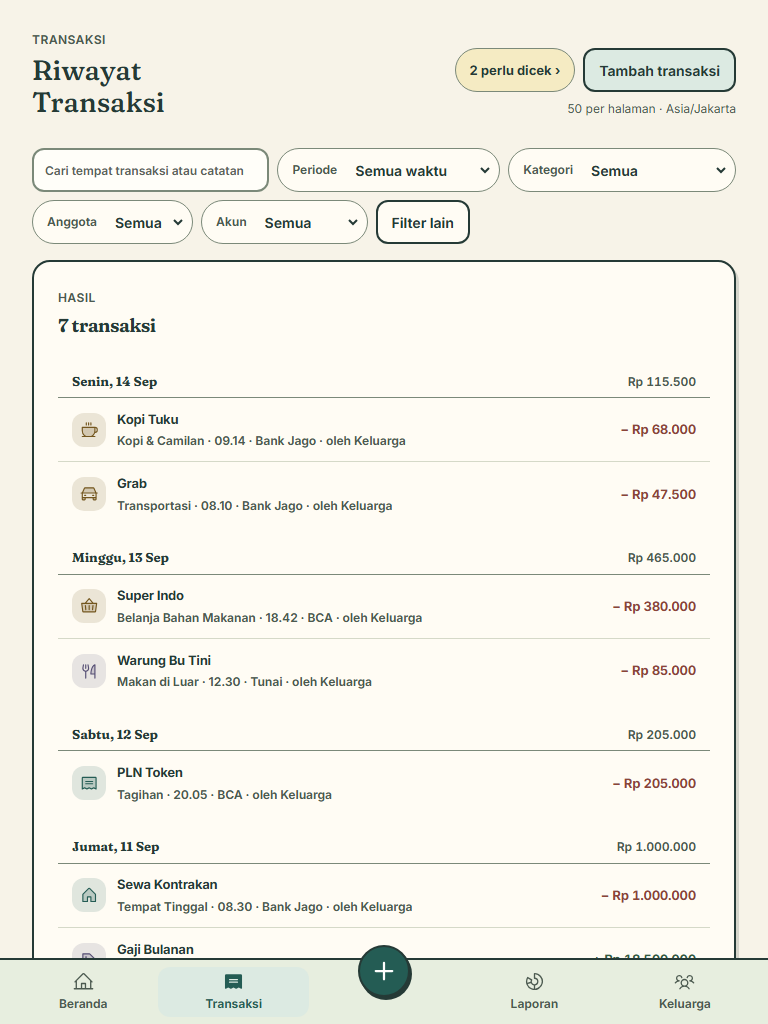 TRANSAKSI
Riwayat
Transaksi
2 perlu dicek ›
Tambah transaksi
50 per halaman · Asia/Jakarta
Cari tempat transaksi atau catatan
Periode Semua waktu
Kategori Semua
Anggota Semua
Akun Semua
Filter lain
HASIL
7 transaksi
Senin, 14 Sep Rp 115.500
Kopi Tuku
Kopi & Camilan · 09.14 · Bank Jago · oleh Keluarga
– Rp 68.000
Grab
Transportasi · 08.10 · Bank Jago · oleh Keluarga
– Rp 47.500
Minggu, 13 Sep Rp 465.000
Super Indo
Belanja Bahan Makanan · 18.42 · BCA · oleh Keluarga
– Rp 380.000
Warung Bu Tini
Makan di Luar · 12.30 · Tunai · oleh Keluarga
– Rp 85.000
Sabtu, 12 Sep Rp 205.000
PLN Token
Tagihan · 20.05 · BCA · oleh Keluarga
– Rp 205.000
Jumat, 11 Sep Rp 1.000.000
Sewa Kontrakan
Tempat Tinggal · 08.30 · Bank Jago · oleh Keluarga
– Rp 1.000.000
Gaji Bulanan
Beranda
Transaksi
Laporan
Keluarga